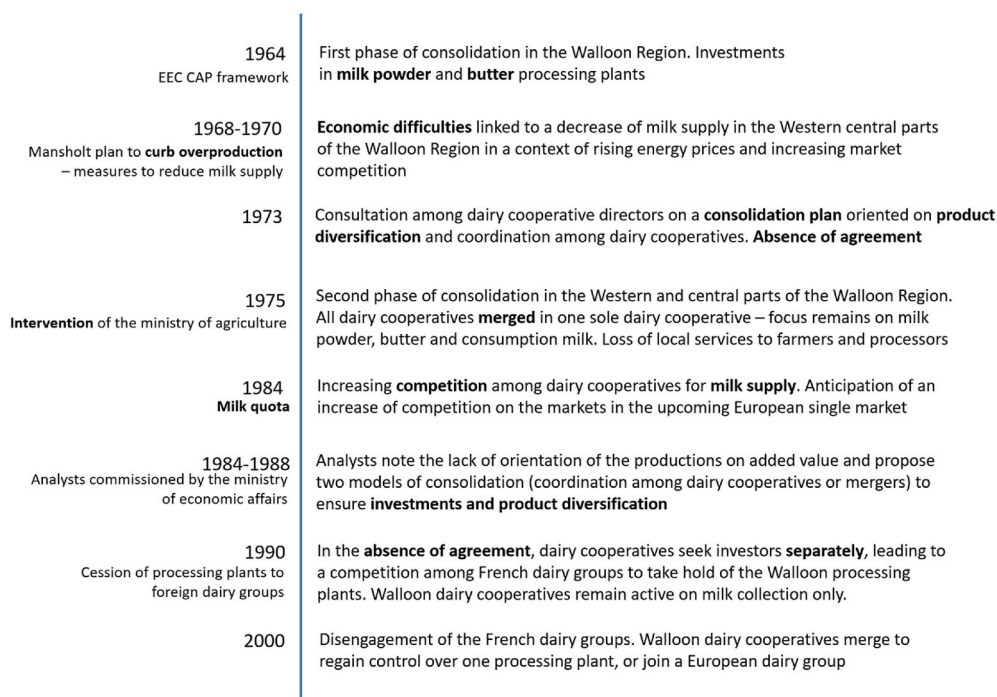 1964
EEC CAP framework
First phase of consolidation in the Walloon Region. Investments
in milk powder and butter processing plants
1968-1970
Mansholt plan to curb overproduction
– measures to reduce milk supply
Economic difficulties linked to a decrease of milk supply in the Western central parts
of the Walloon Region in a context of rising energy prices and increasing market
competition
1973
Consultation among dairy cooperative directors on a consolidation plan oriented on product
diversification and coordination among dairy cooperatives. Absence of agreement
1975
Intervention of the ministry of agriculture
Second phase of consolidation in the Western and central parts of the Walloon Region.
All dairy cooperatives merged in one sole dairy cooperative – focus remains on milk
powder, butter and consumption milk. Loss of local services to farmers and processors
1984
Milk quota
Increasing competition among dairy cooperatives for milk supply. Anticipation of an
increase of competition on the markets in the upcoming European single market
1984-1988
Analysts commissioned by the ministry
of economic affairs
Analysts note the lack of orientation of the productions on added value and propose
two models of consolidation (coordination among dairy cooperatives or mergers) to
ensure investments and product diversification
1990
Cession of processing plants to
foreign dairy groups
In the absence of agreement, dairy cooperatives seek investors separately, leading to
a competition among French dairy groups to take hold of the Walloon processing
plants. Walloon dairy cooperatives remain active on milk collection only.
2000
Disengagement of the French dairy groups. Walloon dairy cooperatives merge to
regain control over one processing plant, or join a European dairy group